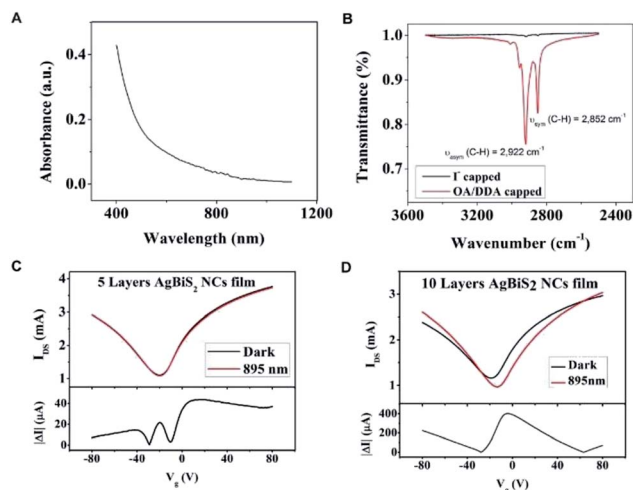 A
0.4
0.2
0.0
Absorbance (a.u.)
400
800
1200
Wavelength (nm)
B
1.0
0.9
0.8
0.7
Transmittance (%)
υsym (C-H) = 2,852 cm-1
υasym (C-H) = 2,922 cm-1
I- capped
OA/DDA capped
3600
3000
2400
Wavenumber (cm-1)
C
5 Layers AgBiS2 NCs film
4
3
2
1
IDS (mA)
Dark
895 nm
40
20
0
|ΔI| (μA)
-80
-40
0
40
80
Vg (V)
D
10 Layers AgBiS2 NCs film
3
2
1
IDS (mA)
Dark
895nm
400
200
0
|ΔI| (μA)
-80
-40
0
40
80
Vg (V)